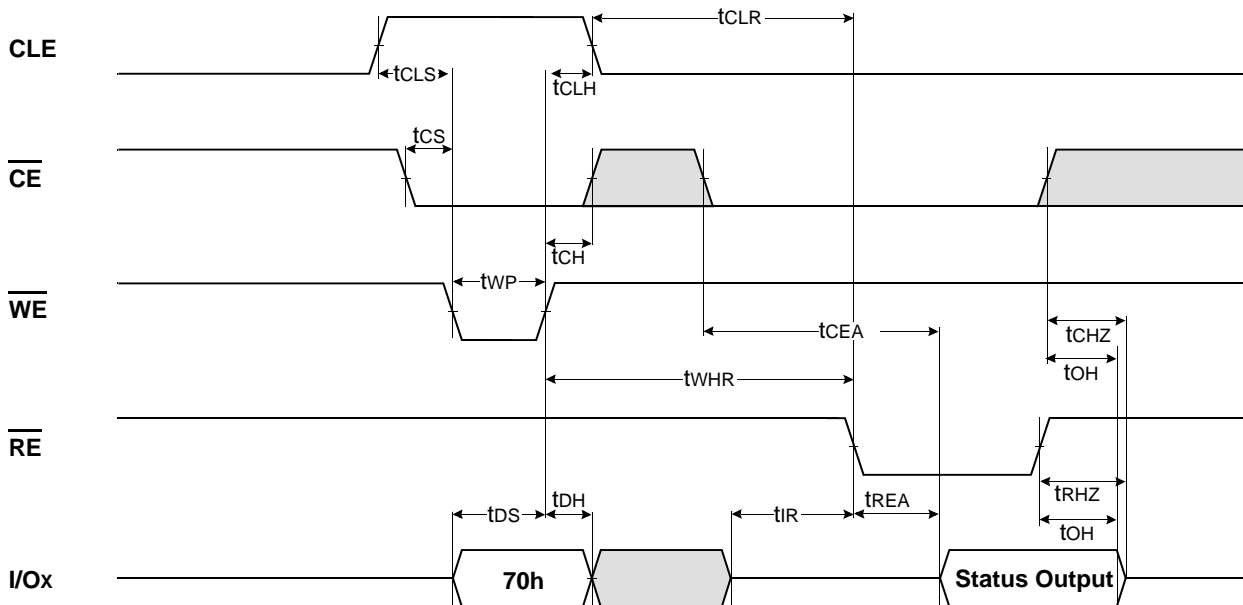 CLE
tCLR
tCLS
tCLH
CE
tCS
tCH
WE
tWP
tCEA
tCHZ
tOH
tWHR
RE
tRHZ
tDS
tDH
tIR
tREA
tOH
I/Ox
70h
Status Output